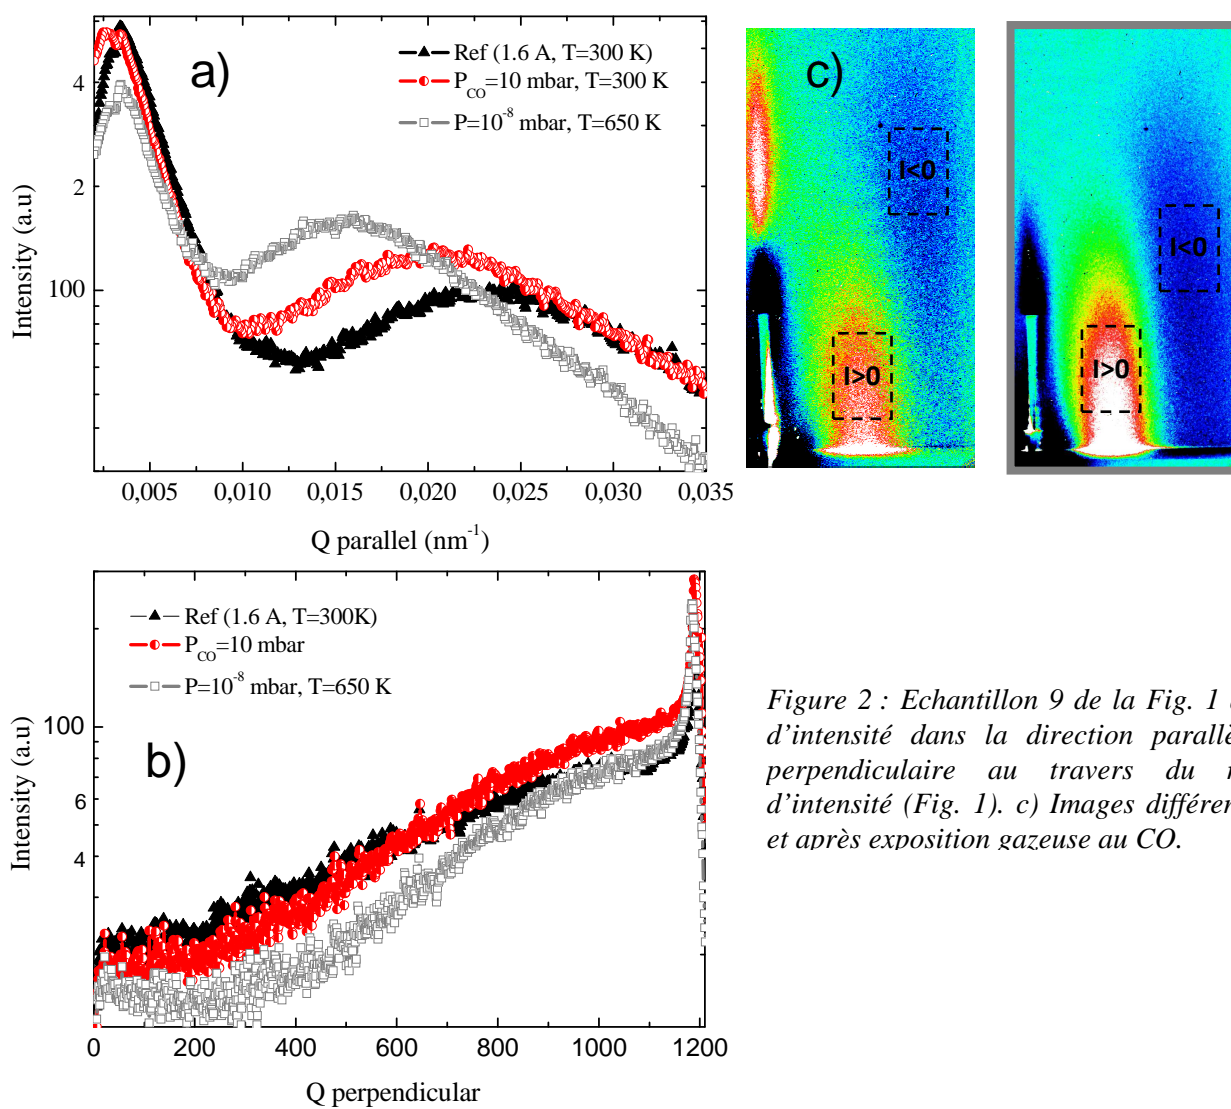 a)
Ref (1.6 A, T=300 K)
P_CO=10 mbar, T=300 K
P=10^-8 mbar, T=650 K
4
2
100
Intensity (a.u)
0,005 0,010 0,015 0,020 0,025 0,030 0,035
Q parallel (nm^-1)
c)
I<0
I>0
I<0
I>0
b)
Ref (1.6 A, T=300K)
P_CO=10 mbar
P=10^-8 mbar, T=650 K
100
6
4
Intensity (a.u)
0 200 400 600 800 1000 1200
Q perpendicular
Figure 2 : Echantillon 9 de la Fig. 1
d'intensité dans la direction
perpendiculaire au travers du
d'intensité (Fig. 1). c) Images
et après exposition gazeuse au CO.